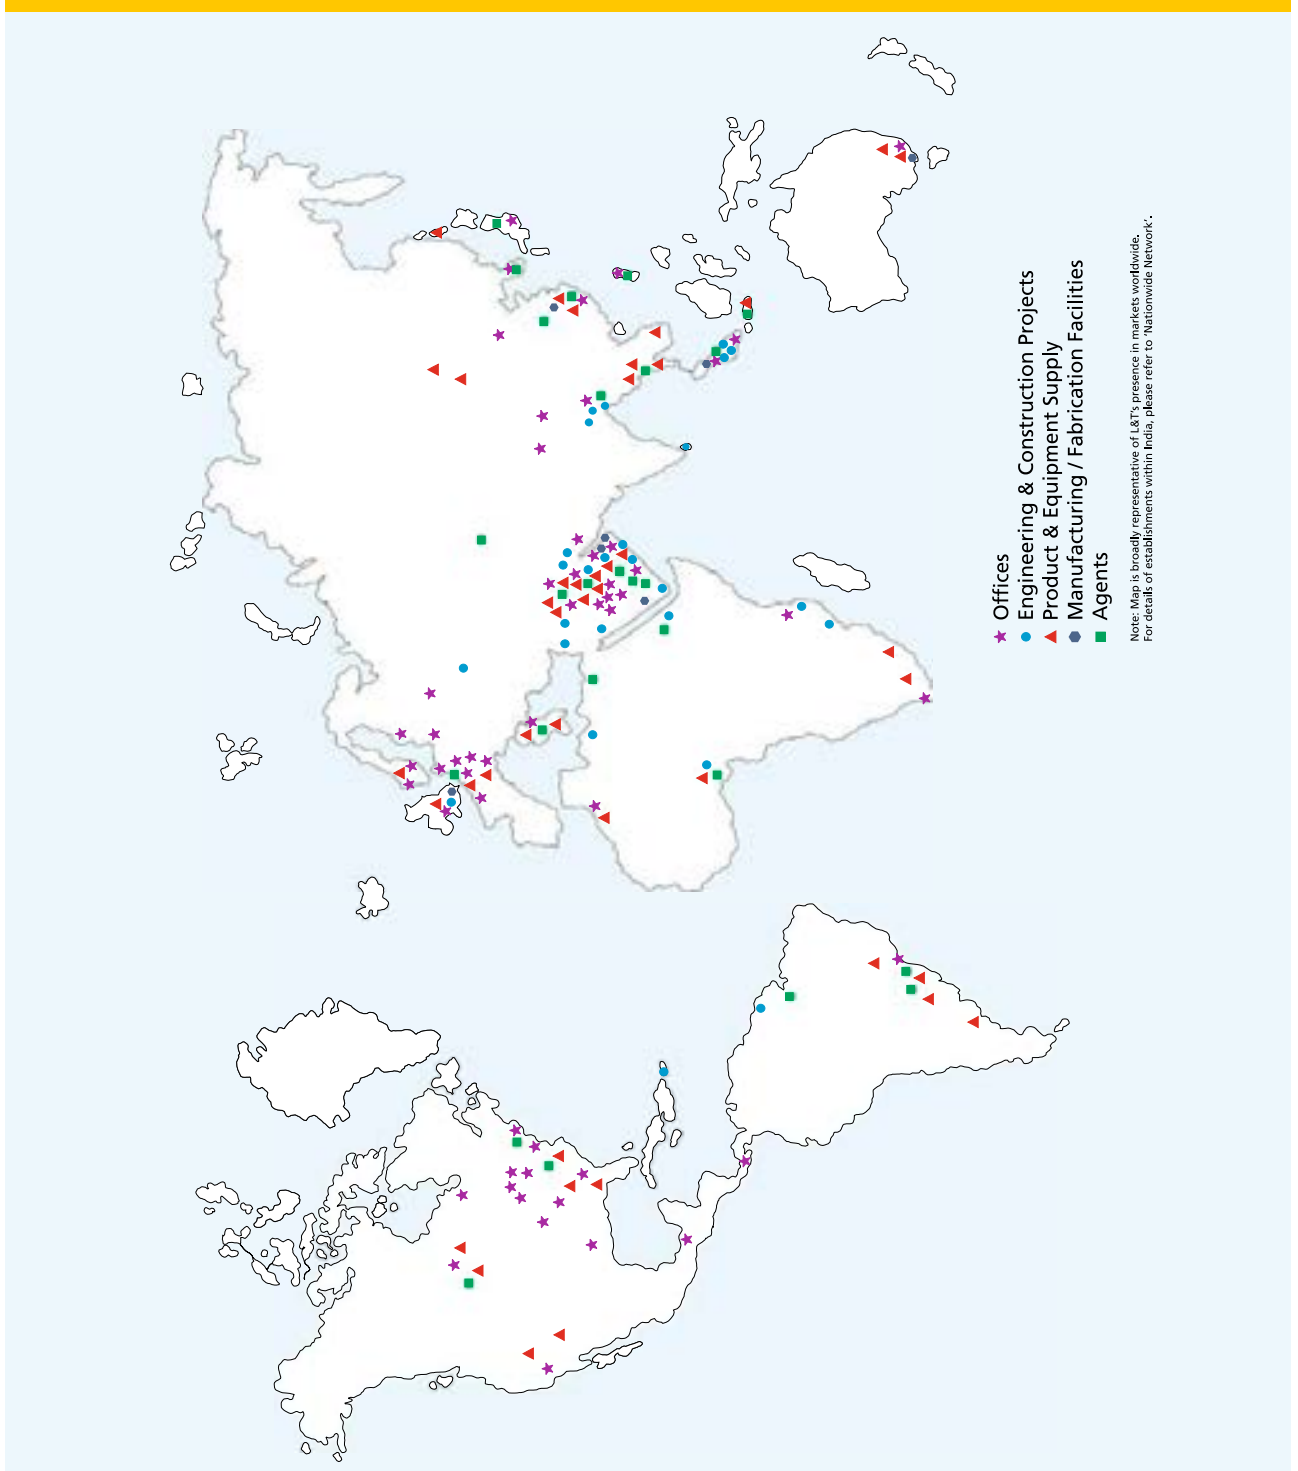 Offices
Engineering & Construction Projects
Product & Equipment Supply
Manufacturing / Fabrication Facilities
Agents
Note: Map is broadly representative of L&T's presence in markets worldwide.
For details of establishments within India, please refer to 'Nationwide Network'.